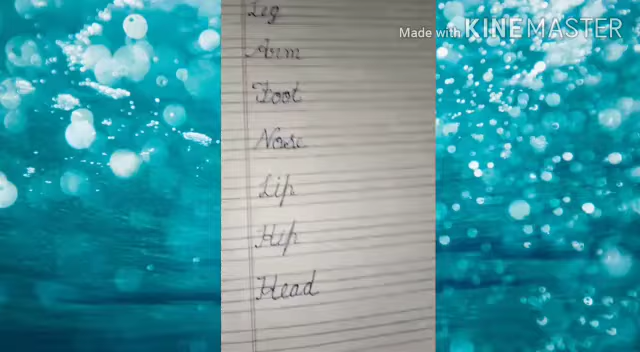 Leg
Made with KINEMASTER
Arm
Foot
Nose
Lip
Hip
Head